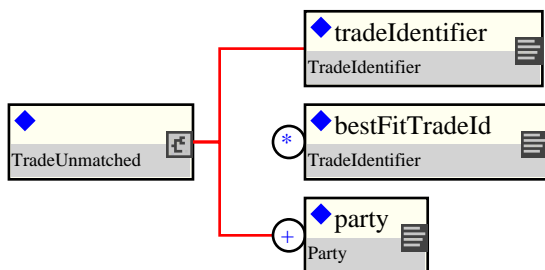 tradeIdentifier
TradeIdentifier
TradeUnmatched
*
bestFitTradeId
TradeIdentifier
+
party
Party